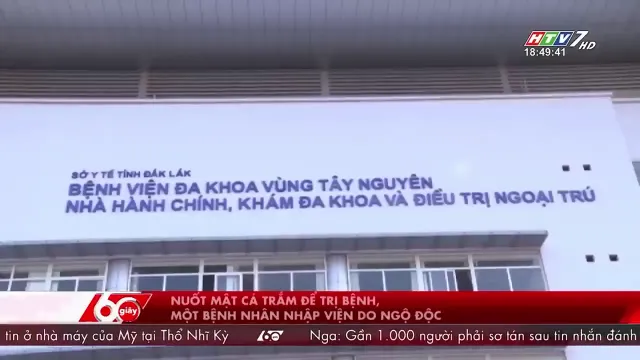 HTV7 HD
18:49:41
SỞ Y TẾ TỈNH ĐẮK LẮK
BỆNH VIỆN ĐA KHOA VÙNG TÂY NGUYÊN
NHÀ HÀNH CHÍNH, KHÁM ĐA KHOA VÀ ĐIỀU TRỊ NGOẠI TRÚ
60 giây
NUỐT MẬT CÁ TRẮM ĐỂ TRỊ BỆNH,
MỘT BỆNH NHÂN NHẬP VIỆN DO NGỘ ĐỘC
tin ở nhà máy của Mỹ tại Thổ Nhĩ Kỳ 60 giây Nga: Gần 1.000 người phải sơ tán sau tin nhắn đánh